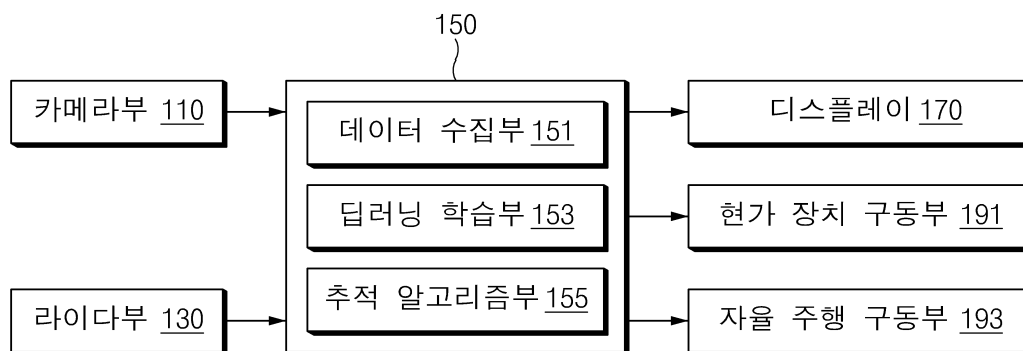 150
카메라부 110
데이터 수집부 151
디스플레이 170
딥러닝 학습부 153
현가 장치 구동부 191
라이다부 130
추적 알고리즘부 155
자율 주행 구동부 193